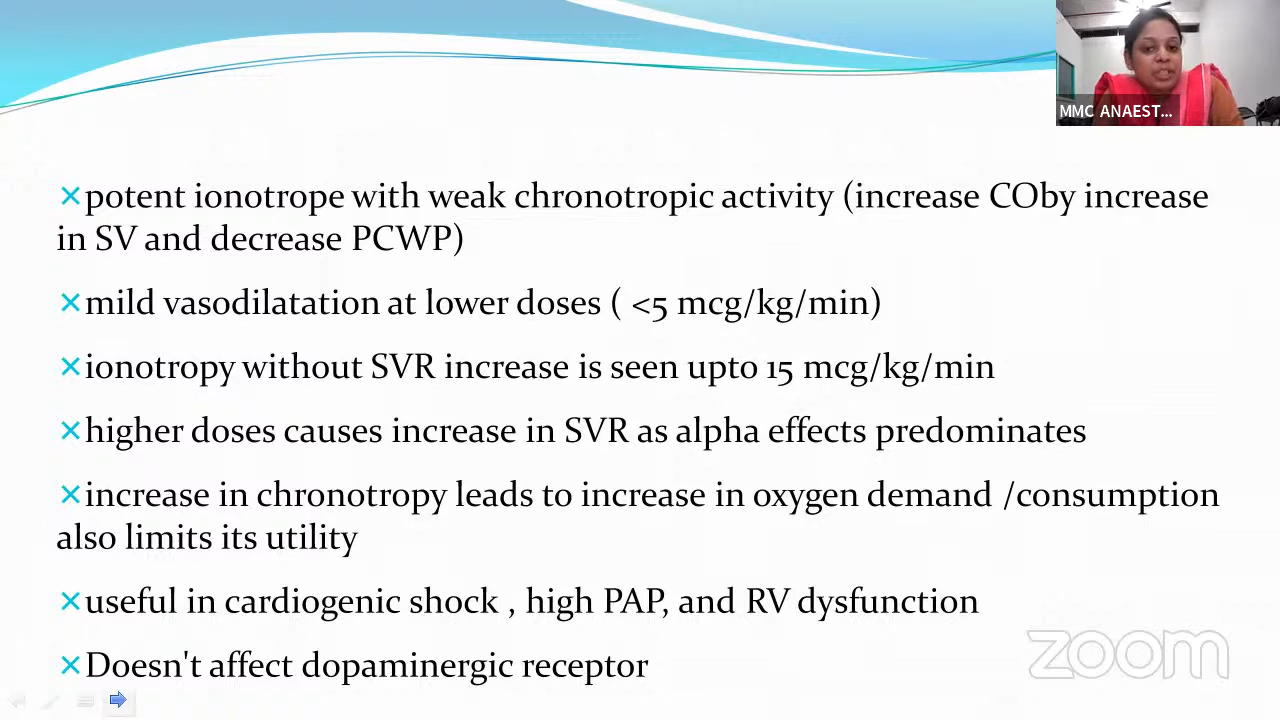 MMC ANAEST...
×potent ionotrope with weak chronotropic activity (increase COby increase
in SV and decrease PCWP)
×mild vasodilatation at lower doses ( <5 mcg/kg/min)
×ionotropy without SVR increase is seen upto 15 mcg/kg/min
×higher doses causes increase in SVR as alpha effects predominates
×increase in chronotropy leads to increase in oxygen demand /consumption
also limits its utility
×useful in cardiogenic shock , high PAP, and RV dysfunction
×Doesn't affect dopaminergic receptor
zoom